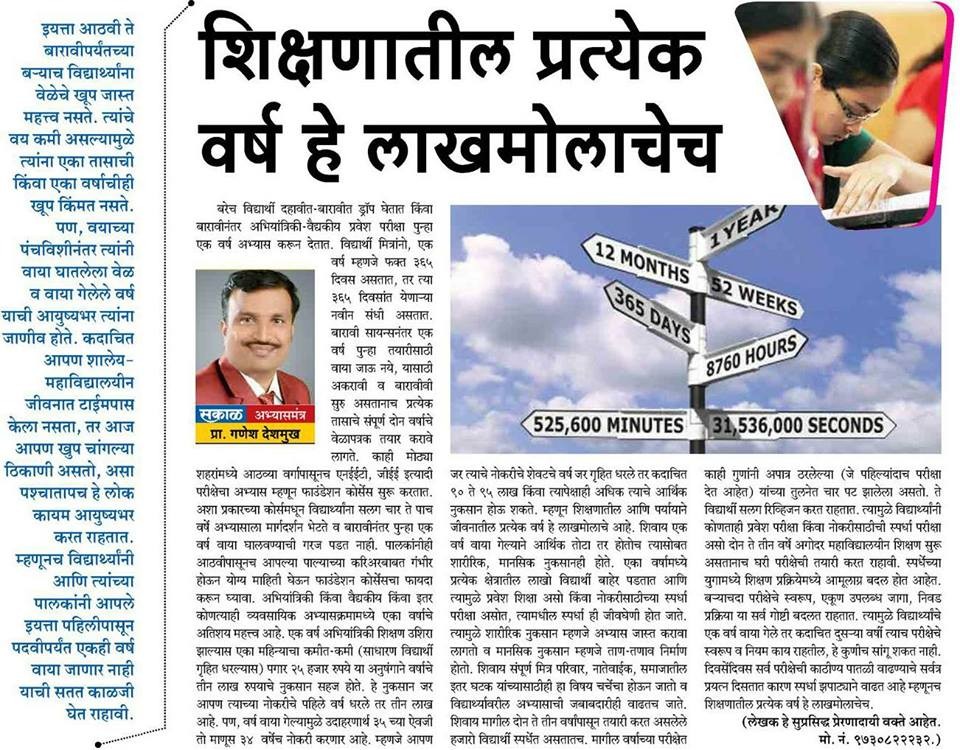 इयत्ता आठवी ते
बारावीपर्यंतच्या
बऱ्याच विद्यार्थ्यांना
वेळेचे खूप जास्त
महत्त्व नसते. त्यांचे
वय कमी असल्यामुळे
त्यांना एका तासाची
किंवा एका वर्षाचीही
खूप किंमत नसते.
पण, वयाच्या
पंचविशीनंतर त्यांनी
वाया घातलेला वेळ
व वाया गेलेले वर्ष
याची आयुष्यभर त्यांना
जाणीव होते. कदाचित
आपण शालेय-
महाविद्यालयीन
जीवनात टाईमपास
केला नसता, तर आज
आपण खुप चांगल्या
ठिकाणी असतो, असा
पश्चातापच हे लोक
कायम आयुष्यभर
करत राहतात.
म्हणूनच विद्यार्थ्यांनी
आणि त्यांच्या
पालकांनी आपले
इयत्ता पहिलीपासून
पदवीपर्यंत एकही वर्ष
वाया जाणार नाही
याची सतत काळजी
घेत राहावी.
शिक्षणातील प्रत्येक
वर्ष हे लाखमोलाचेच
बरेच विद्यार्थी दहावीत-बारावीत ड्रॉप घेतात किंवा
बारावीनंतर अभियांत्रिकी-वैद्यकीय प्रवेश परीक्षा पुन्हा
एक वर्ष अभ्यास करून देतात. विद्यार्थी मित्रांनो, एक
वर्ष म्हणजे फक्त ३६५
दिवस असतात, तर त्या
३६५ दिवसांत येणाऱ्या
नवीन संधी असतात.
बारावी सायन्सनंतर एक
वर्ष पुन्हा तयारीसाठी
वाया जाऊ नये, यासाठी
अकरावी व बारावीवी
सुरु असतानाच प्रत्येक
तासाचे संपूर्ण दोन वर्षाचे
वेळापत्रक तयार करावे
लागते. काही मोठ्या
सकाळ अभ्यासमंत्र
प्रा. गणेश देशमुख
शहरांमध्ये आठव्या वर्गापासूनच एनईईटी, जीईई इत्यादी
परीक्षेचा अभ्यास म्हणून फाउंडेशन कोर्सेस सुरू करतात.
अशा प्रकारच्या कोर्समधून विद्यार्थ्यांना सलग चार ते पाच
वर्षे अभ्यासाला मार्गदर्शन भेटते व बारावीनंतर पुन्हा एक
एक वर्ष वाया घालवण्याची गरज पडत नाही. पालकांनीही
आठवीपासूनच आपल्या पाल्याच्या करिअरबाबत गंभीर
होऊन योग्य माहिती घेऊन फाउंडेशन कोर्सेसचा फायदा
करून घ्यावा. अभियांत्रिकी किंवा वैद्यकीय किंवा इतर
कोणत्याही व्यवसायिक अभ्यासक्रमामध्ये एका वर्षाचे
अतिशय महत्त्व आहे. एक वर्ष अभियांत्रिकी शिक्षण उशिरा
झाल्यास एका महिन्याचा कमीत-कमी (साधारण विद्यार्थी
गृहित धरल्यास) पगार २५ हजार रुपये या अनुषंगाने वर्षाचे
तीन लाख रुपयाचे नुकसान सहज होते. हे नुकसान जर
आपण त्याच्या नोकरीचे पहिले वर्ष धरले तर तीन लाख
आहे. पण, वर्ष वाया गेल्यामुळे उदाहरणार्थ ३५ च्या ऐवजी
तो माणूस ३४ वर्षेच नोकरी करणार आहे. म्हणजे आपण
1 YEAR
12 MONTHS
52 WEEKS
365 DAYS
8760 HOURS
525,600 MINUTES
31,536,000 SECONDS
जर त्याचे नोकरीचे शेवटचे वर्ष जर गृहित धरले तर कदाचित
९० ते ९५ लाख किंवा त्यापेक्षाही अधिक त्याचे आर्थिक
नुकसान होऊ शकते. म्हणून शिक्षणातील आणि पर्यायाने
जीवनातील प्रत्येक वर्ष हे लाखमोलाचे आहे. शिवाय एक
वर्ष वाया गेल्याने आर्थिक तोटा तर होतोच त्यासोबत
शारीरिक, मानसिक नुकसानही होते. एका वर्षामध्ये
प्रत्येक क्षेत्रातील लाखो विद्यार्थी बाहेर पडतात आणि
त्यामुळे प्रवेश शिक्षा असो किंवा नोकरीसाठीच्या स्पर्धा
परीक्षा असोत, त्यामधील स्पर्धा ही जीवघेणी होत जाते.
त्यामुळे शारीरिक नुकसान म्हणजे अभ्यास जास्त करावा
लागतो व मानसिक नुकसान म्हणजे ताण-तणाव निर्माण
होतो. शिवाय संपूर्ण मित्र परिवार, नातेवाईक, समाजातील
इतर घटक यांच्यासाठीही हा विषय चर्चेचा होऊन जातो व
विद्यार्थ्यावरील अभ्यासाची जबाबदारीही वाढतच जाते.
शिवाय मागील दोन ते तीन वर्षांपासून तयारी करत असलेले
हजारो विद्यार्थी स्पर्धेत असतातच. मागील वर्षाच्या परीक्षेत
काही गुणांनी अपात्र ठरलेल्या (जे पहिल्यांदाच परीक्षा
देत आहेत) यांच्या तुलनेत चार पट झालेला असतो. ते
विद्यार्थी सलग रिव्हिजन करत राहतात. त्यामुळे विद्यार्थ्यांने
कोणताही प्रवेश परीक्षा किंवा नोकरीसाठीची स्पर्धा परीक्षा
असो दोन ते तीन वर्षे अगोदर महाविद्यालयीन शिक्षण सुरू
असतानाच घरी परीक्षेची तयारी करत राहावी. स्पर्धेच्या
युगामध्ये शिक्षण प्रक्रियेमध्ये आमूलाग्र बदल होत आहेत.
बऱ्याचदा परीक्षेचे स्वरूप, एकूण उपलब्ध जागा, निवड
प्रक्रिया या सर्व गोष्टी बदलत राहतात. त्यामुळे विद्यार्थ्यांचे
एक वर्ष वाया गेले तर कदाचित दुसऱ्या वर्षी त्याच परीक्षेचे
स्वरूप व नियम काय राहतील, हे कुणीच सांगू शकत नाही.
दिवसेंदिवस सर्व परीक्षेची काठीण्य पातळी वाढण्याचे सर्वत्र
प्रयत्न दिसतात कारण स्पर्धा झपाट्याने वाढत आहे म्हणूनच
शिक्षणातील प्रत्येक वर्ष हे लाखमोलाचेच.
(लेखक हे सुप्रसिद्ध प्रेरणादायी वक्ते आहेत.
मो. नं. ९७३०८२२२३२.)